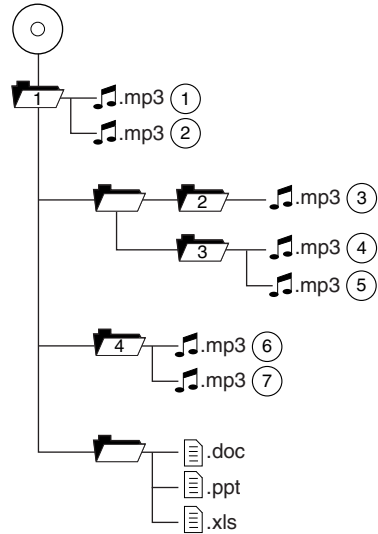 1 .mp3 1
.mp3 2
2 .mp3 3
3 .mp3 4
.mp3 5
4 .mp3 6
.mp3 7
.doc
.ppt
.xls